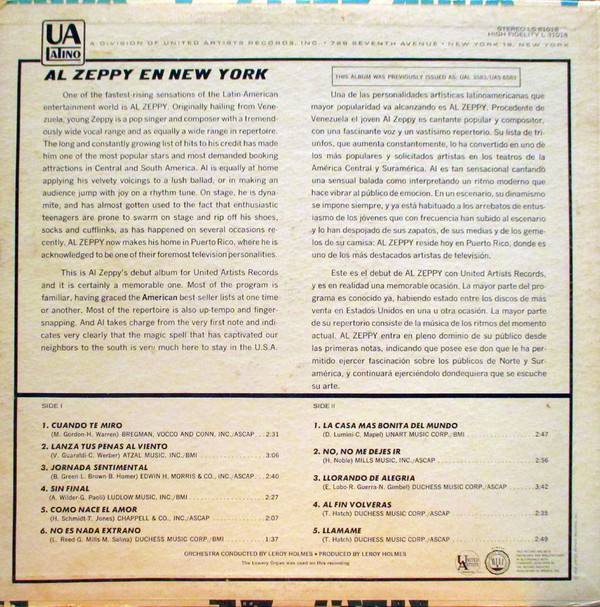 UA
LATINO
STEREO LS 61018
HIGH FIDELITY L 31018
A DIVISION OF UNITED ARTISTS RECORDS, INC. • 729 SEVENTH AVENUE • NEW YORK 19, NEW YORK
AL ZEPPY EN NEW YORK
THIS ALBUM WAS PREVIOUSLY ISSUED AS: UAL 3583/UAS 6583
One of the fastest-rising sensations of the Latin-American
entertainment world is AL ZEPPY. Originally hailing from Vene-
zuela, young Zeppy is a pop singer and composer with a tremend-
ously wide vocal range and as equally a wide range in repertoire.
The long and constantly growing list of hits to his credit has made
him one of the most popular stars and most demanded booking
attractions in Central and South America. Al is equally at home
applying his velvety voicings to a lush ballad, or in making an
audience jump with joy on a rhythm tune. On stage, he is dyna-
mite, and has almost gotten used to the fact that enthusiastic
teenagers are prone to swarm on stage and rip off his shoes,
socks and cufflinks, as has happened on several occasions re-
cently. AL ZEPPY now makes his home in Puerto Rico, where he is
acknowledged to be one of their foremost television personalities.
This is Al Zeppy's debut album for United Artists Records
and it is certainly a memorable one. Most of the program is
familiar, having graced the American best seller lists at one time
or another. Most of the repertoire is also up-tempo and finger-
snapping. And Al takes charge from the very first note and indi-
cates very clearly that the magic spell that has captivated our
neighbors to the south is very much here to stay in the U.S.A.
Una de las personalidades artísticas latinoamericanas que
mayor popularidad va alcanzando es AL ZEPPY. Procedente de
Venezuela el joven Al Zeppy es cantante popular y compositor,
con una fascinante voz y un vastísimo repertorio. Su lista de tri-
unfos, que aumenta constantemente, lo ha convertido en uno de
los más populares y solicitados artistas en los teatros de la
América Central y Suramérica. Al es tan sensacional cantando
una sensual balada como interpretando un ritmo moderno que
hace vibrar al público de emocion. En un escenario, su dinamismo
se impone siempre, y ya está habituado a los arrebatos de entus-
iasmo de los jóvenes que con frecuencia han subido al escenario
y lo han despojado de sus zapatos, de sus medias y de los geme-
los de su camisa: AL ZEPPY reside hoy en Puerto Rico, donde es
uno de los más destacados artistas de televisión.
Este es el debut de AL ZEPPY con United Artists Records,
y es en realidad una memorable ocasión. La mayor parte del pro-
grama es conocido ya, habiendo estado entre los discos de más
venta en Estados Unidos en una u otra ocasión. La mayor parte
de su repertorio consiste de la música de los ritmos del momento
actual. AL ZEPPY entra en pleno dominio de su público desde
las primeras notas, indicando que posee ese don que le ha per-
mitido ejercer fascinación sobre los públicos de Norte y Sur-
américa, y continuará ejerciéndolo dondequiera que se escuche
su arte.
SIDE I
1. CUANDO TE MIRO
(M. Gordon-H. Warren) BREGMAN, VOCCO AND CONN, INC./ASCAP . . 2:31
2. LANZA TUS PENAS AL VIENTO
(V. Guaraldi-C. Werber) ATZAL MUSIC, INC./BMI . . . 3:06
3. JORNADA SENTIMENTAL
(B. Green-L. Brown-B. Homer) EDWIN H. MORRIS & CO., INC./ASCAP . . . 2:40
4. SIN FINAL
(A. Wilder-G. Paoli) LUDLOW MUSIC, INC./BMI . . . 2:27
5. COMO NACE EL AMOR
(H. Schmidt-T. Jones) CHAPPELL & CO., INC./ASCAP . . . 2:07
6. NO ES NADA EXTRANO
(L. Reed-G. Mills-M. Salina) DUCHESS MUSIC CORP./BMI . . . 1:37
SIDE II
1. LA CASA MAS BONITA DEL MUNDO
(D. Lumini-C. Mapel) UNART MUSIC CORP./BMI . . . 2:47
2. NO, NO ME DEJES IR
(H. Noble) MILLS MUSIC, INC./ASCAP . . . 2:56
3. LLORANDO DE ALEGRIA
(E. Lobo-R. Guerra-N. Gimbel) DUCHESS MUSIC CORP./ASCAP . . . 3:42
4. AL FIN VOLVERAS
(T. Hatch) DUCHESS MUSIC CORP./ASCAP . . . 2:35
5. LLAMAME
(T. Hatch) DUCHESS MUSIC CORP./ASCAP . . . 2:49
ORCHESTRA CONDUCTED BY LEROY HOLMES • PRODUCED BY LEROY HOLMES
The Lowrey Organ was used on this recording
UNITED
ARTISTS